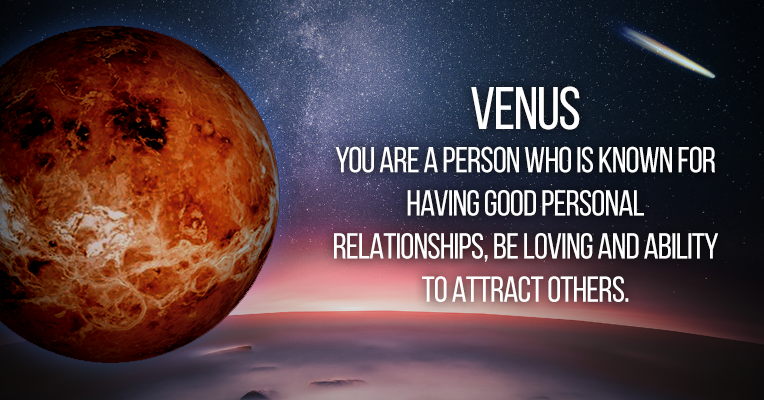 VENUS
YOU ARE A PERSON WHO IS KNOWN FOR
HAVING GOOD PERSONAL
RELATIONSHIPS, BE LOVING AND ABILITY
TO ATTRACT OTHERS.